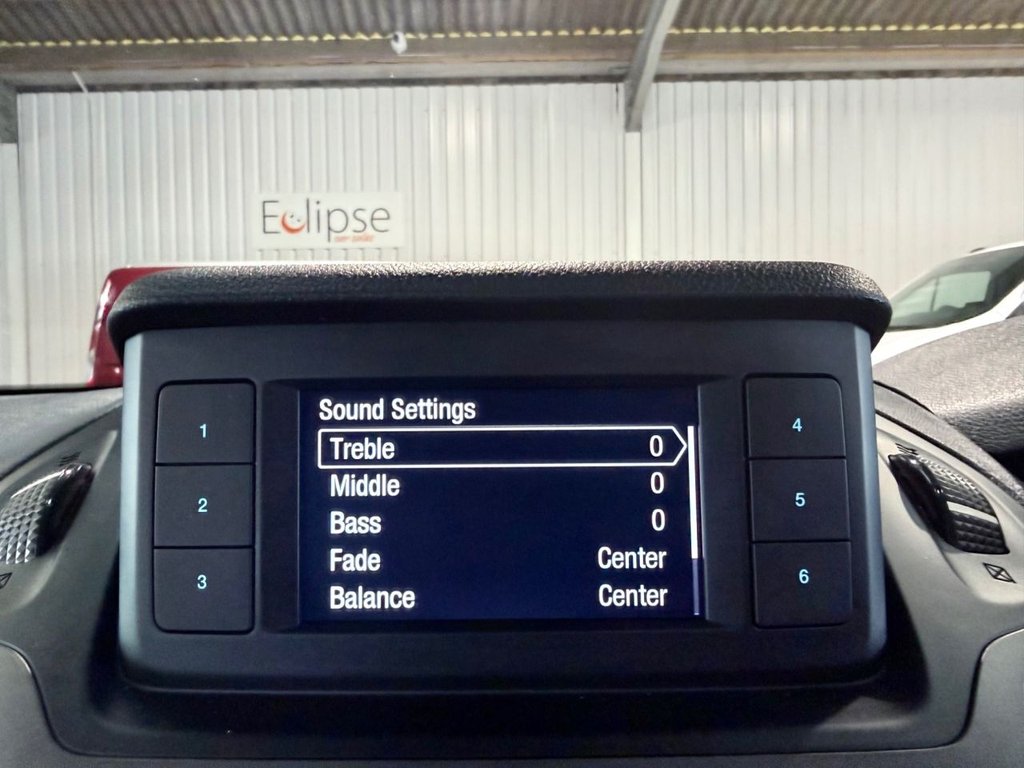 Eclipse
Sound Settings
Treble 0
Middle 0
Bass 0
Fade Center
Balance Center
1
2
3
4
5
6